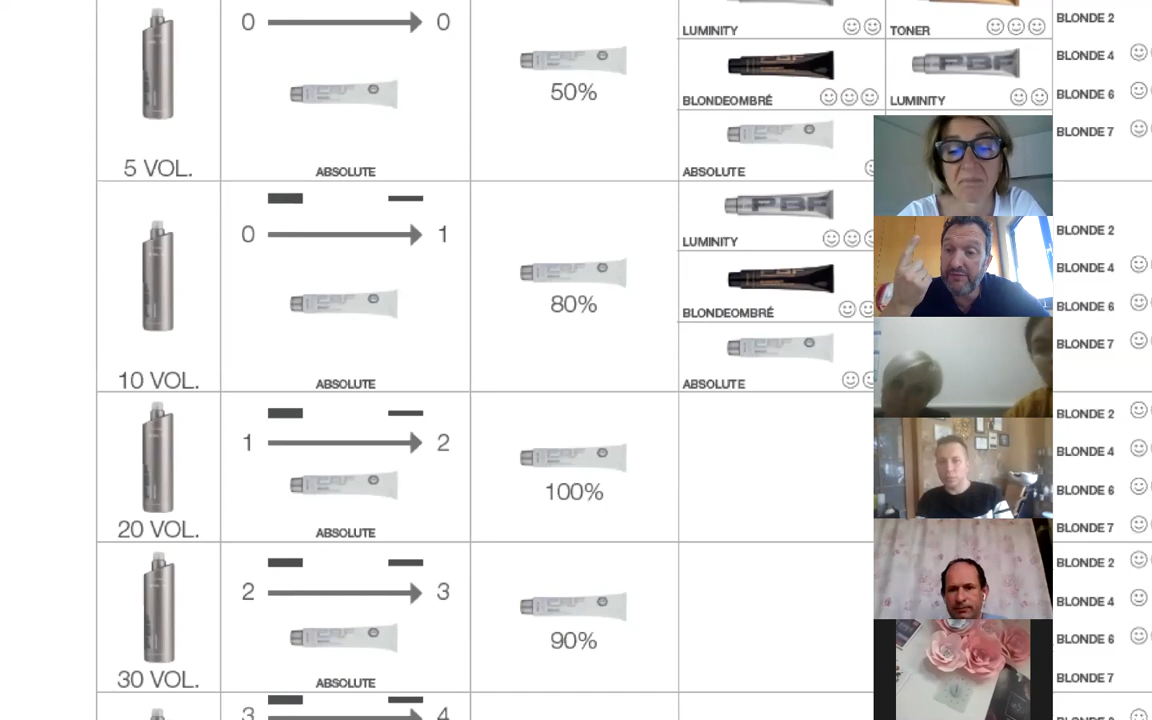 0 0
LUMINITY
TONER
BLONDE 2
PBF
PBF
BLONDE 4
50%
BLONDEOMBRÉ
LUMINITY
BLONDE 6
BLONDE 7
5 VOL.
ABSOLUTE
ABSOLUTE
PBF
0 1
LUMINITY
BLONDE 2
BLONDE 4
80%
BLONDEOMBRÉ
BLONDE 6
BLONDE 7
10 VOL.
ABSOLUTE
ABSOLUTE
1 2
BLONDE 2
BLONDE 4
100%
BLONDE 6
20 VOL.
ABSOLUTE
BLONDE 7
2 3
BLONDE 2
BLONDE 4
90%
BLONDE 6
30 VOL.
ABSOLUTE
BLONDE 7
3 4